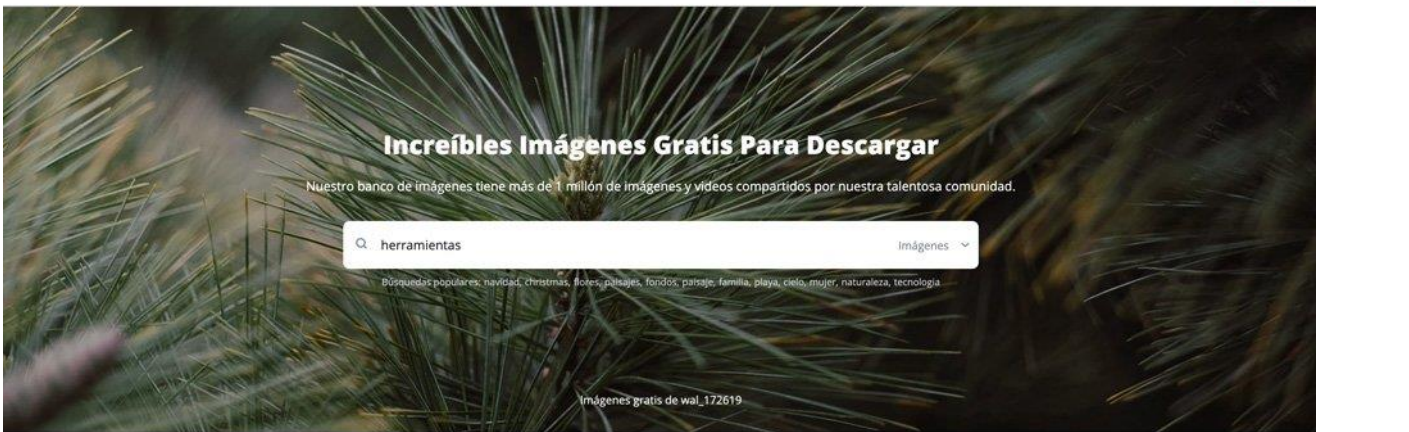 Increíbles Imágenes Gratis Para Descargar
Nuestro banco de imágenes tiene más de 1 millón de imágenes y videos compartidos por nuestra talentosa comunidad.
herramientas Imágenes
Búsquedas populares: navidad, christmas, flores, paisajes, fondos, paisaje, familia, playa, cielo, mujer, naturaleza, tecnologia
Imágenes gratis de wal_172619